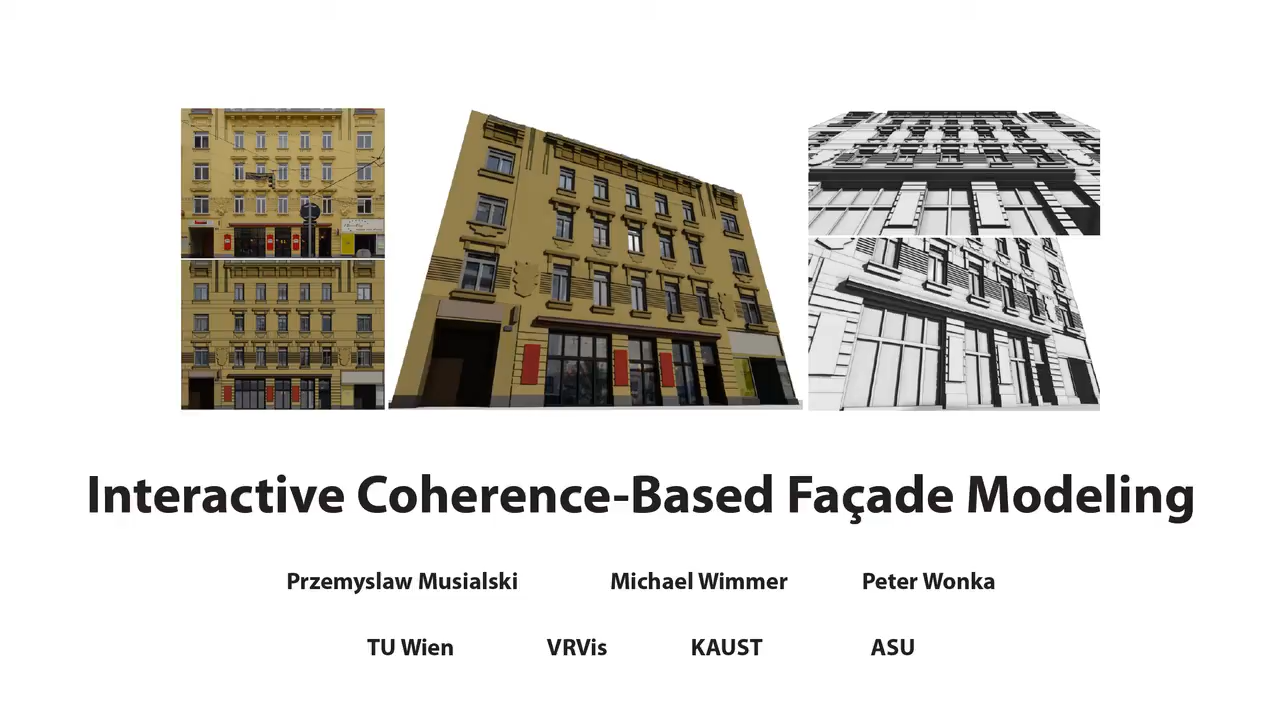 Interactive Coherence-Based Façade Modeling
Przemyslaw Musialski Michael Wimmer Peter Wonka
TU Wien VRVis KAUST ASU